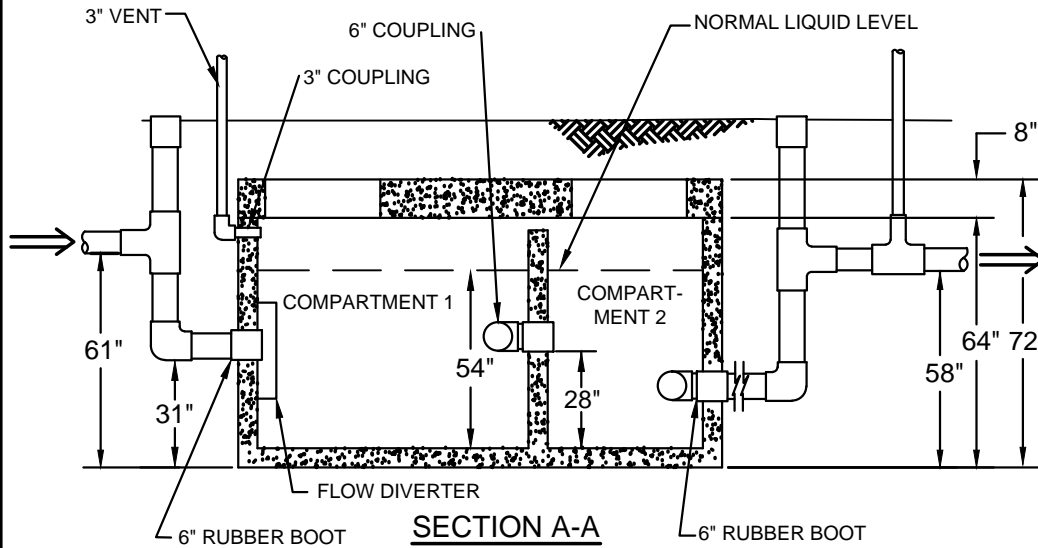 3" VENT
6" COUPLING
NORMAL LIQUID LEVEL
3" COUPLING
8"
COMPARTMENT 1
COMPART-
MENT 2
61"
31"
54"
28"
58"
64"
72
FLOW DIVERTER
6" RUBBER BOOT
SECTION A-A
6" RUBBER BOOT